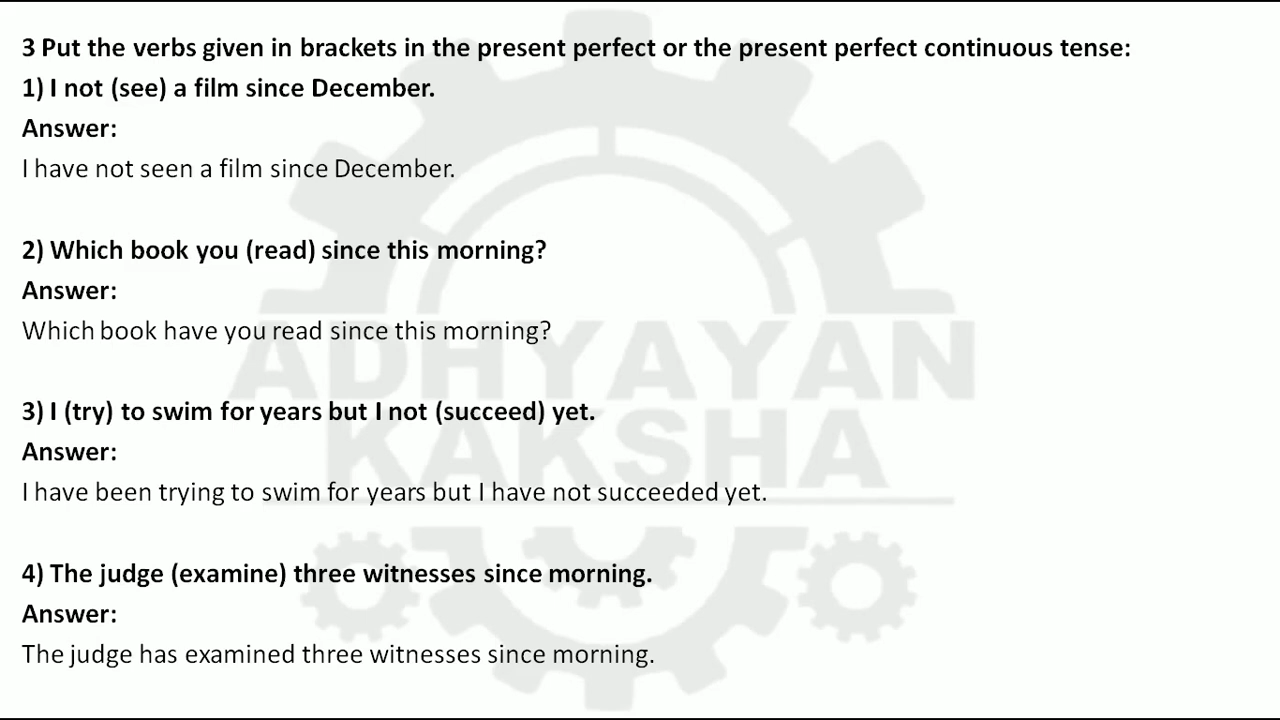 3 Put the verbs given in brackets in the present perfect or the present perfect continuous tense:
1) I not (see) a film since December.
Answer:
I have not seen a film since December.
2) Which book you (read) since this morning?
Answer:
Which book have you read since this morning?
ADHYAYAN
3) I (try) to swim for years but I not (succeed) yet.
KAKSHA
Answer:
I have been trying to swim for years but I have not succeeded yet.
4) The judge (examine) three witnesses since morning.
Answer:
The judge has examined three witnesses since morning.